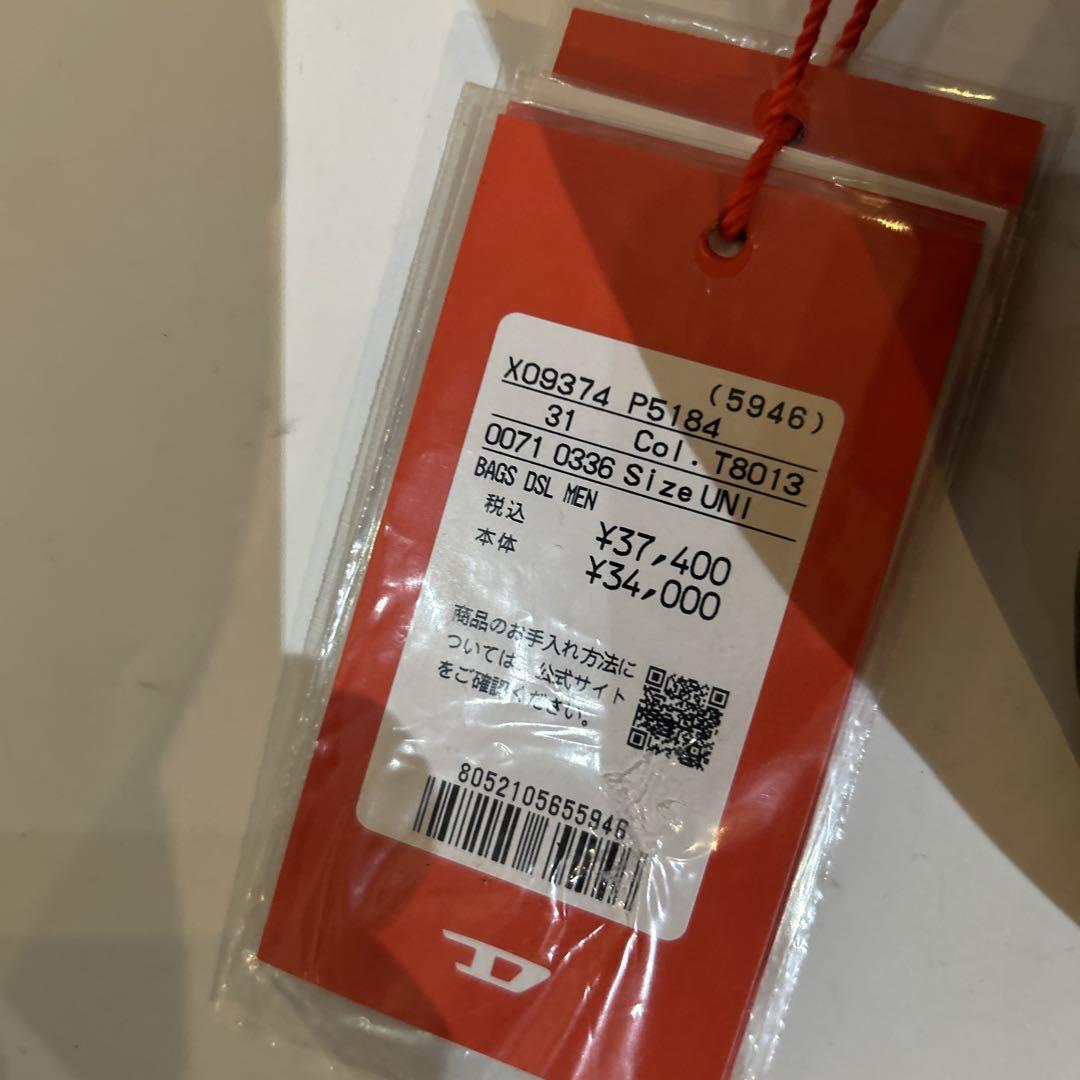 (5946)
X09374 P5184
31 Col. T8013
0071 0336 Size UNI
BAGS DSL MEN
税込 ¥37,400
本体 ¥34,000
商品のお手入れ方法に
ついては、公式サイト
をご確認ください。
8052105655946